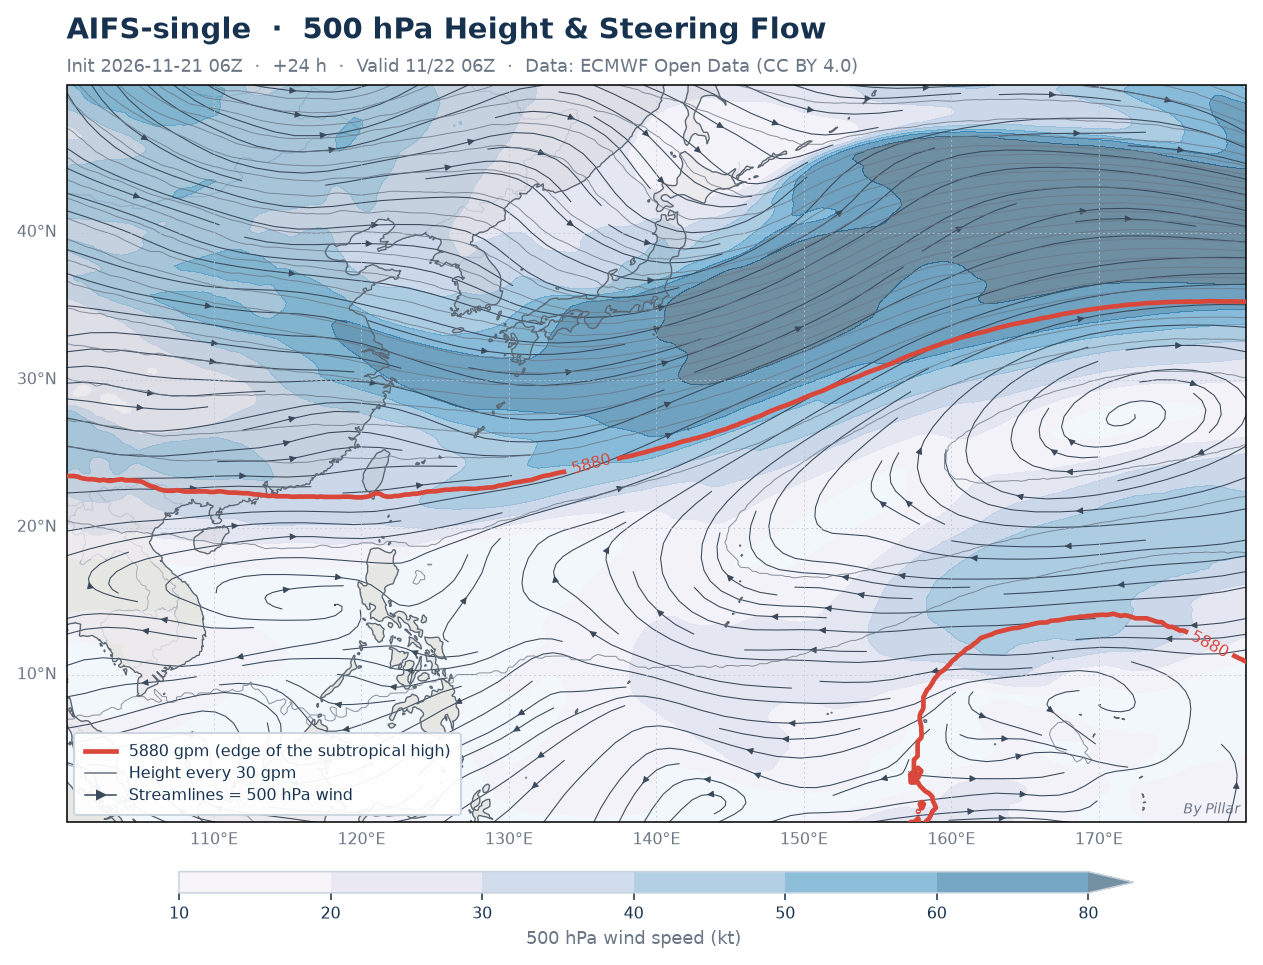 AIFS-single · 500 hPa Height & Steering Flow
Init 2026-11-21 06Z · +24 h · Valid 11/22 06Z · Data: ECMWF Open Data (CC BY 4.0)
40°N
30°N
20°N
10°N
5880
5880
5880 gpm (edge of the subtropical high)
Height every 30 gpm
Streamlines = 500 hPa wind
By Pillar
110°E 120°E 130°E 140°E 150°E 160°E 170°E
10 20 30 40 50 60 80
500 hPa wind speed (kt)